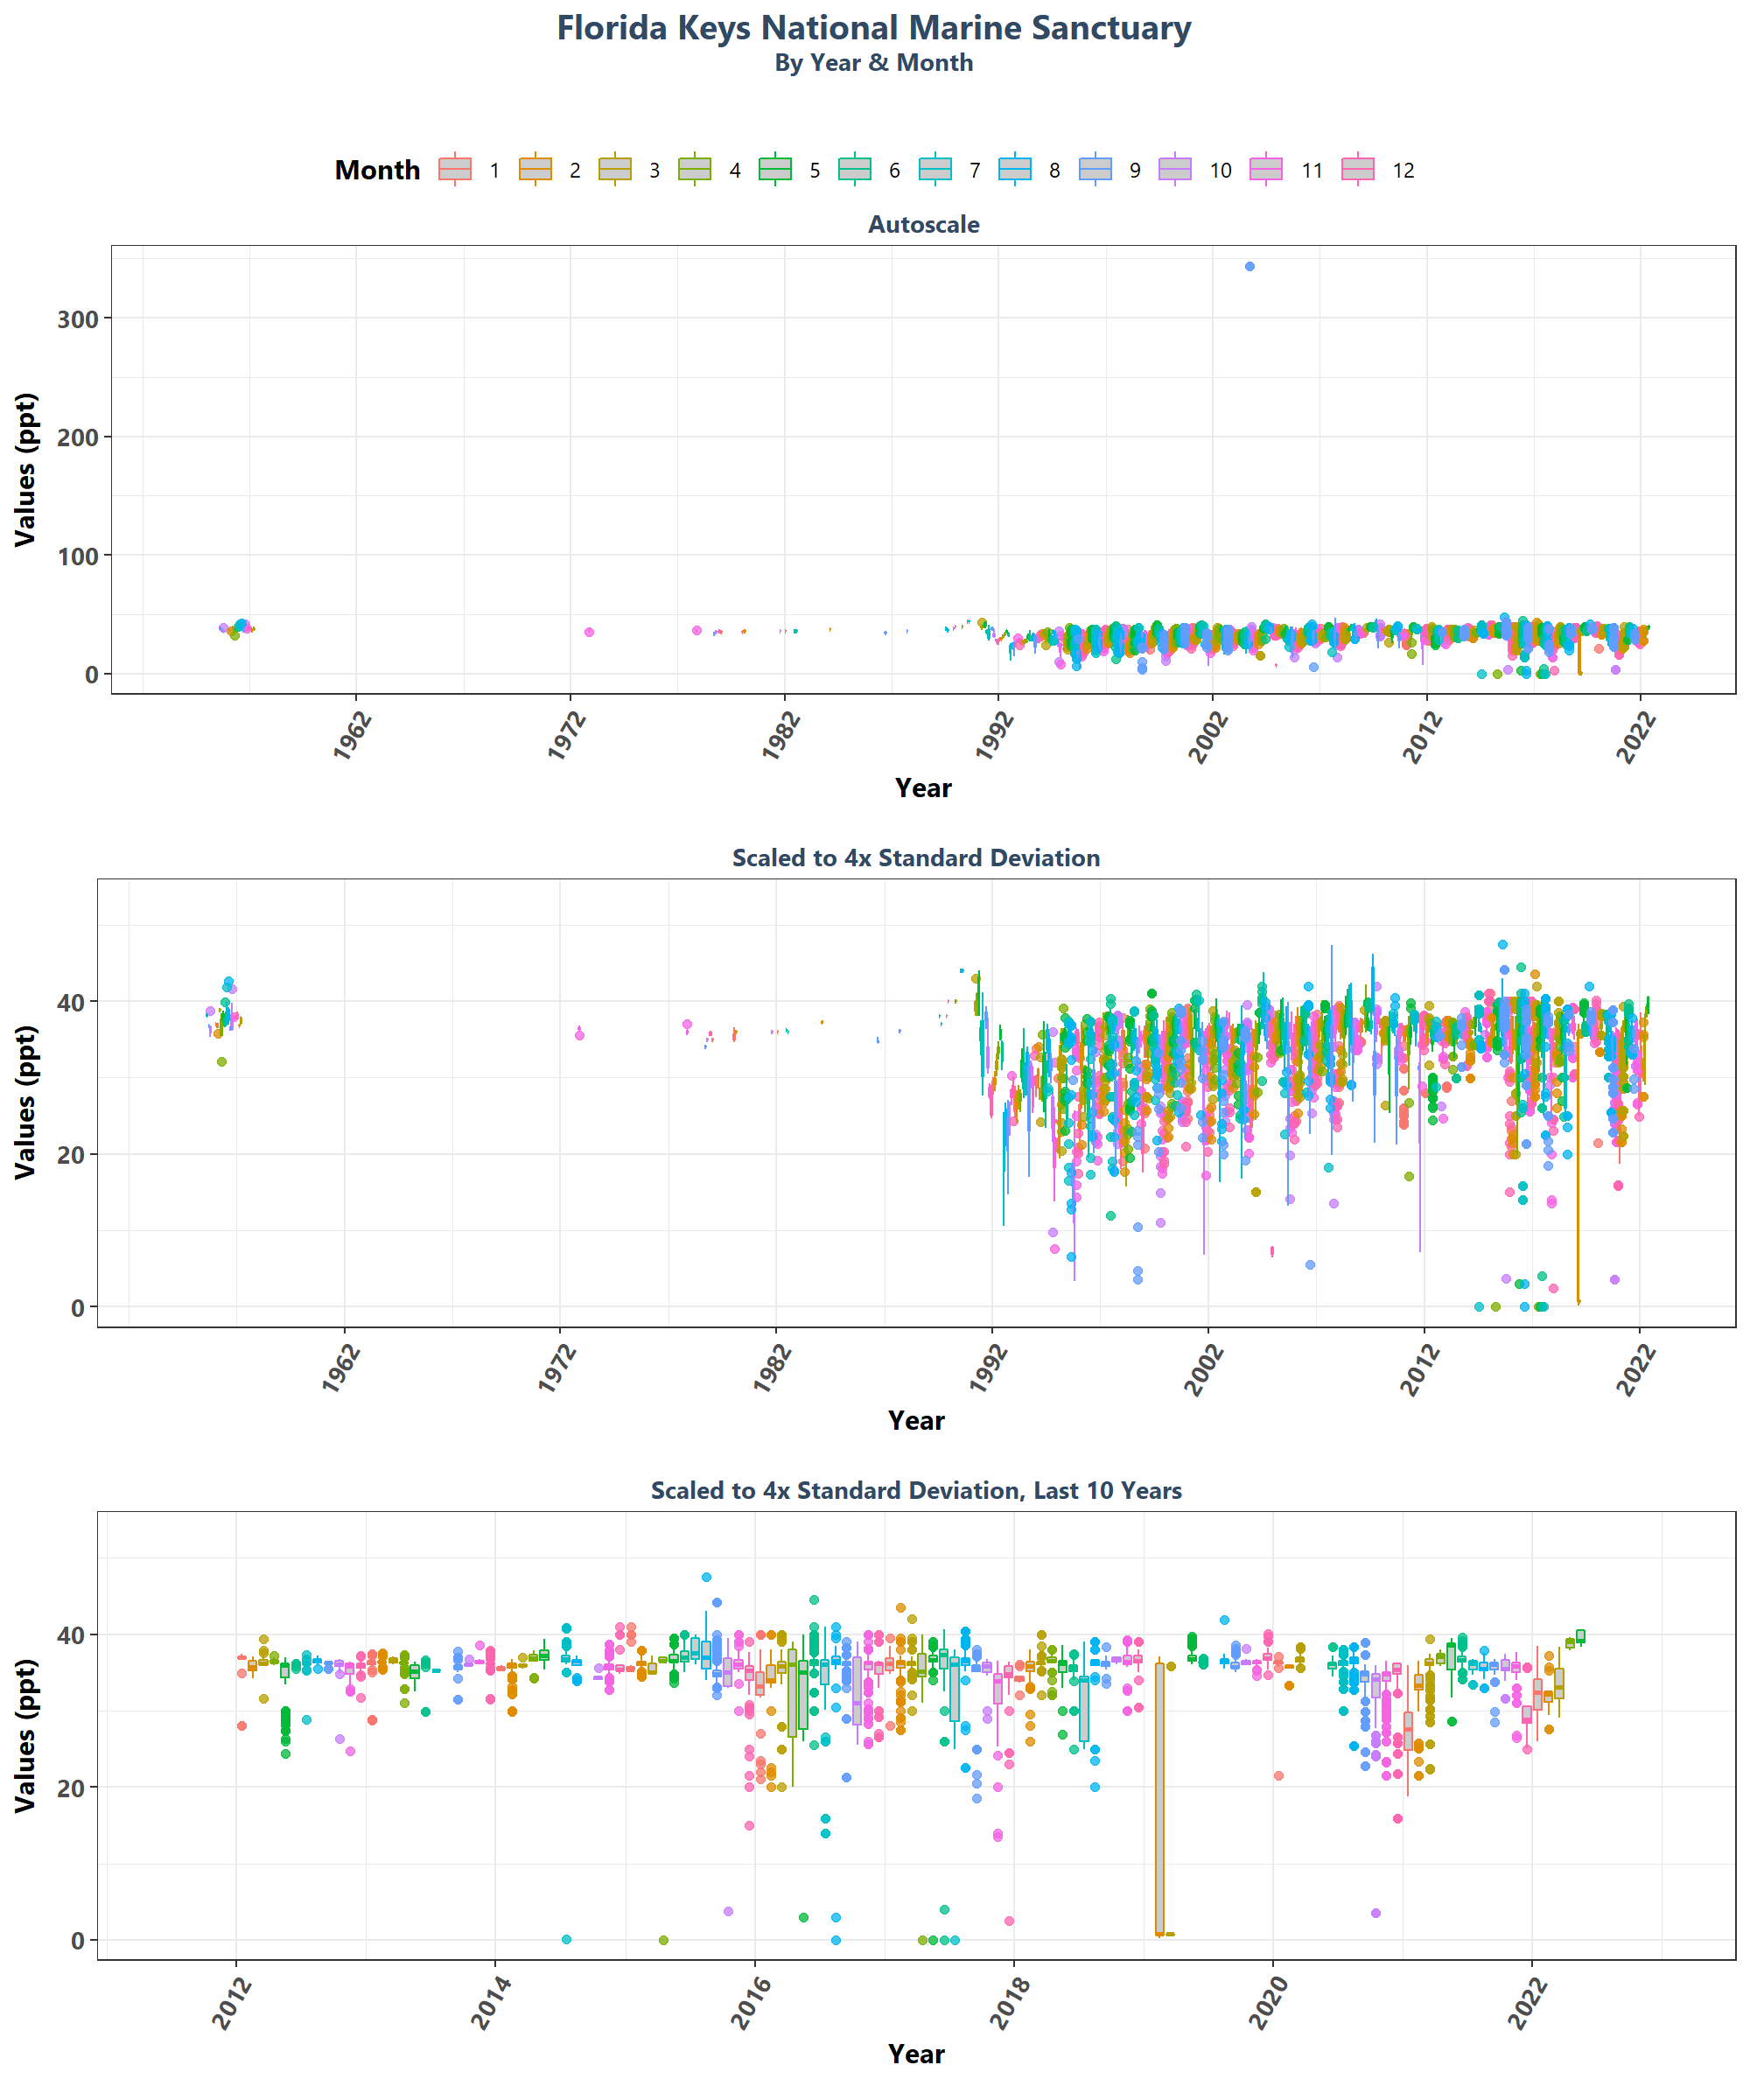 Florida Keys National Marine Sanctuary
By Year & Month
Month 1 2 3 4 5 6 7 8 9 10 11 12
Autoscale
Values (ppt)
300
200
100
0
1962 1972 1982 1992 2002 2012 2022
Year
Scaled to 4x Standard Deviation
Values (ppt)
40
20
0
1962 1972 1982 1992 2002 2012 2022
Year
Scaled to 4x Standard Deviation, Last 10 Years
Values (ppt)
40
20
0
2012 2014 2016 2018 2020 2022
Year